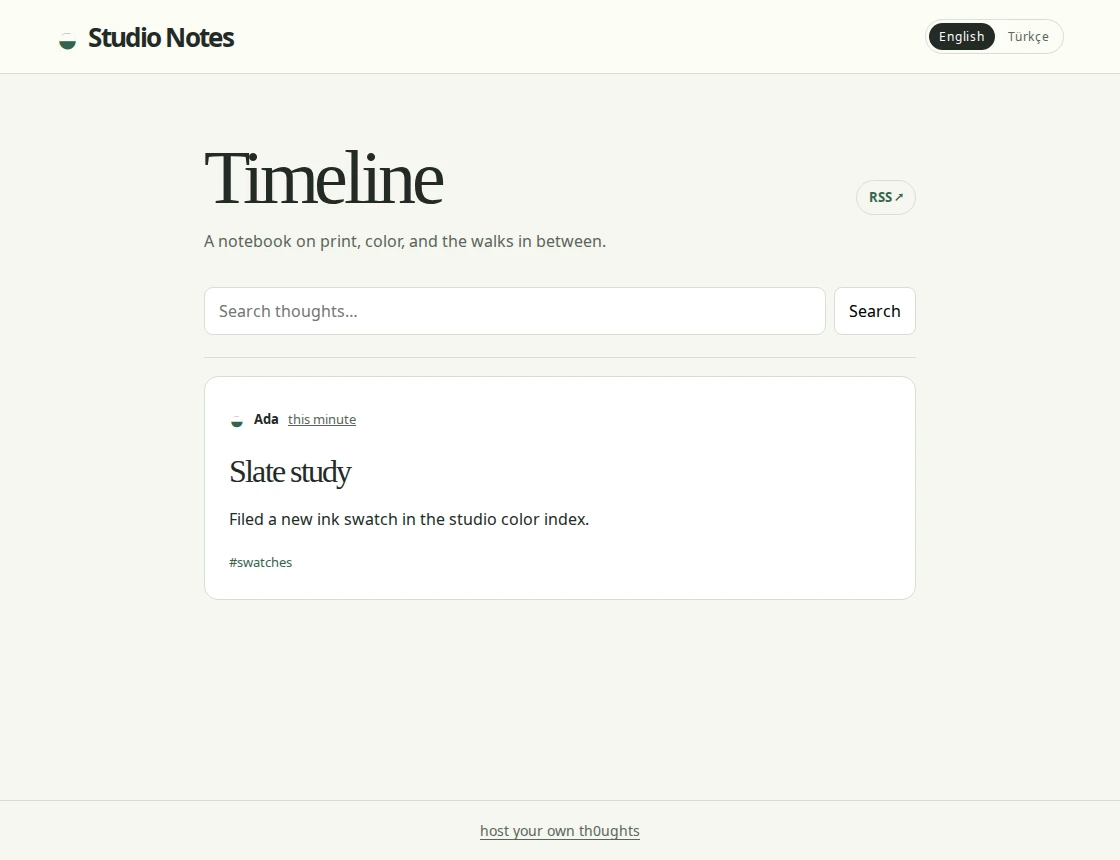 Studio Notes
English Türkçe
Timeline
RSS ↗
A notebook on print, color, and the walks in between.
Search thoughts... Search
Ada this minute
Slate study
Filed a new ink swatch in the studio color index.
#swatches
host your own th0ughts